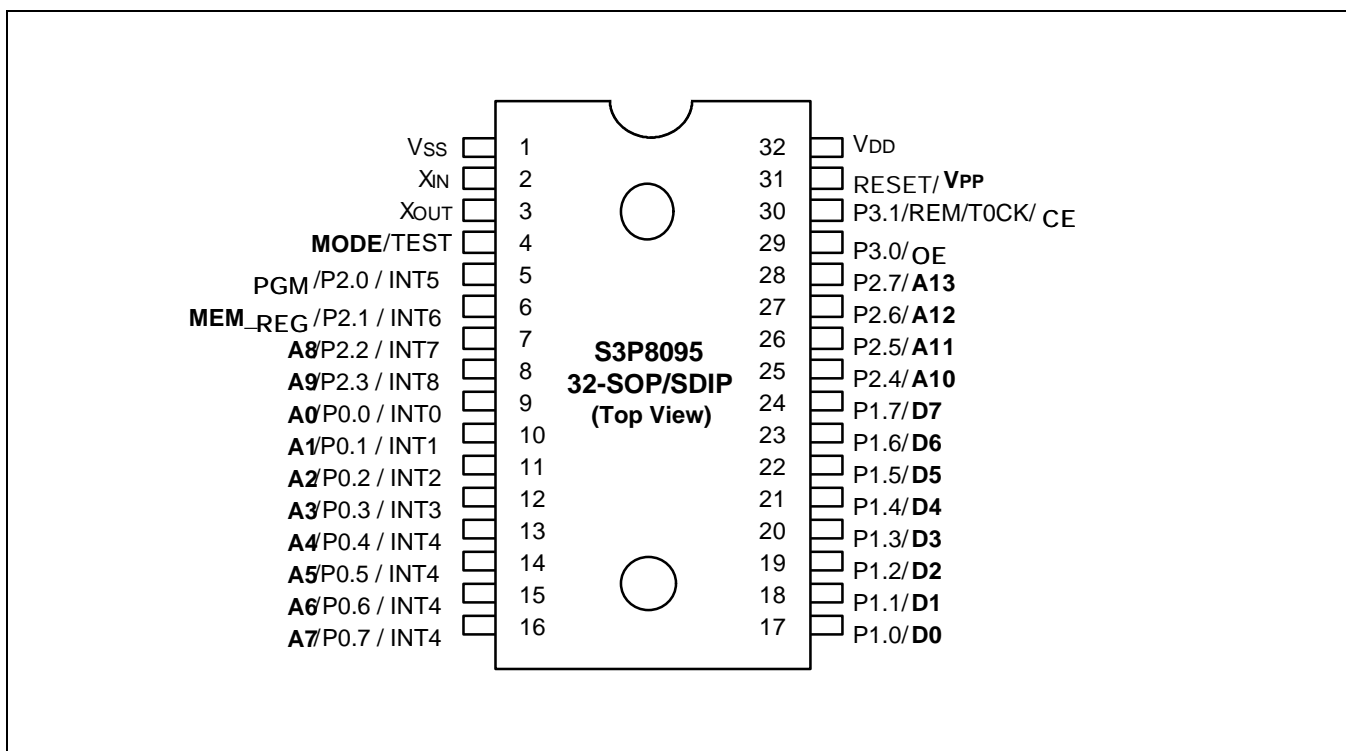 VSS 1 32 VDD
XIN 2 31 RESET/ VPP
XOUT 3 30 P3.1/REM/T0CK/ CE
MODE/TEST 4 29 P3.0/ OE
PGM /P2.0 / INT5 5 28 P2.7/A13
MEM_REG /P2.1 / INT6 6 27 P2.6/A12
A8/P2.2 / INT7 7 26 P2.5/A11
A9/P2.3 / INT8 8 25 P2.4/A10
A0/P0.0 / INT0 9 24 P1.7/D7
A1/P0.1 / INT1 10 23 P1.6/D6
A2/P0.2 / INT2 11 22 P1.5/D5
A3/P0.3 / INT3 12 21 P1.4/D4
A4/P0.4 / INT4 13 20 P1.3/D3
A5/P0.5 / INT4 14 19 P1.2/D2
A6/P0.6 / INT4 15 18 P1.1/D1
A7/P0.7 / INT4 16 17 P1.0/D0
S3P8095
32-SOP/SDIP
(Top View)